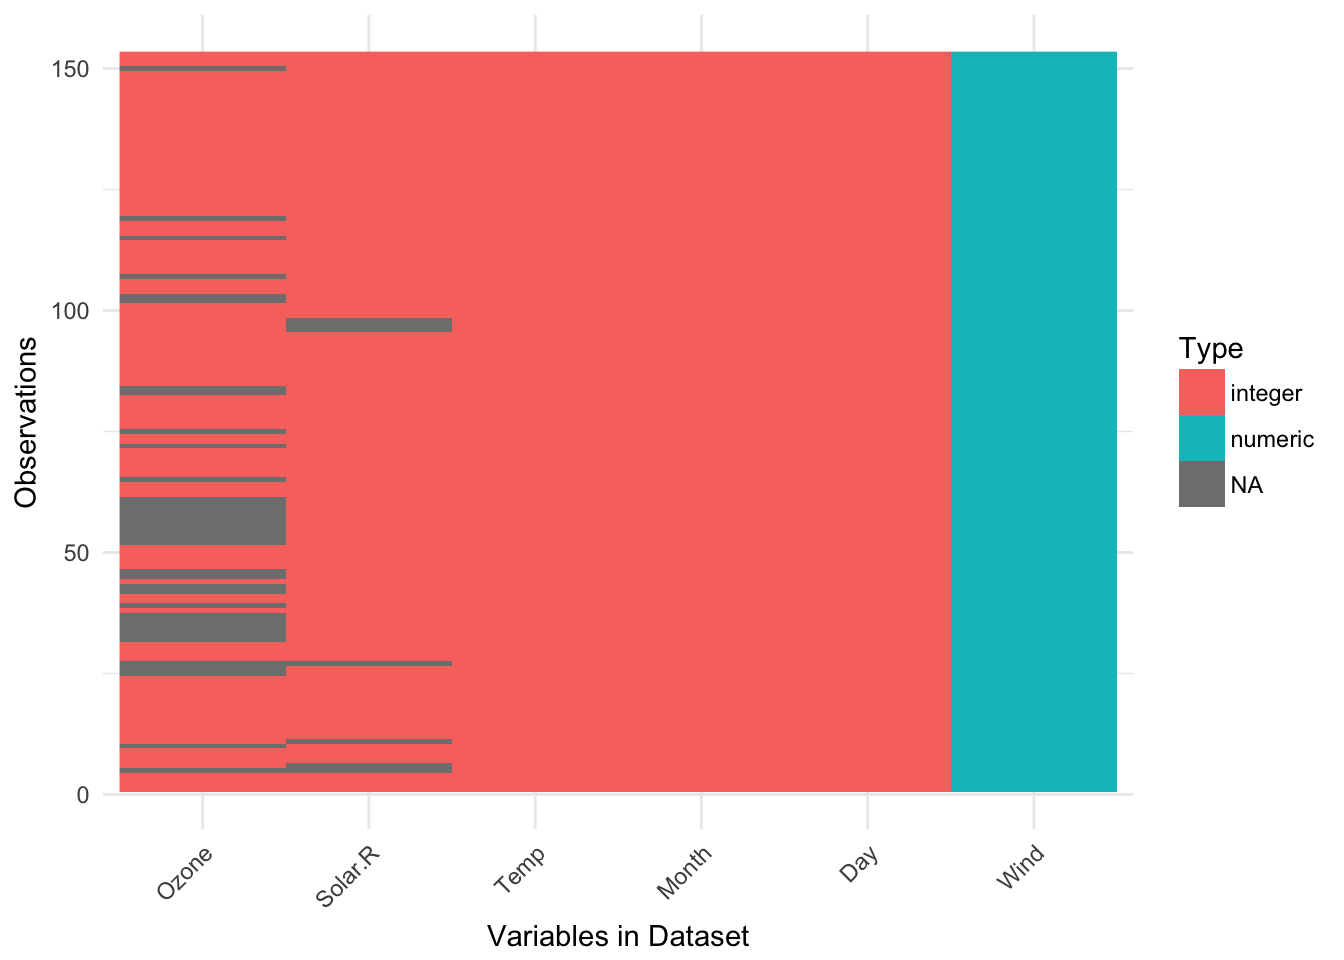 150
100
50
0
Observations
Ozone
Solar.R
Temp
Month
Day
Wind
Variables in Dataset
Type
integer
numeric
NA